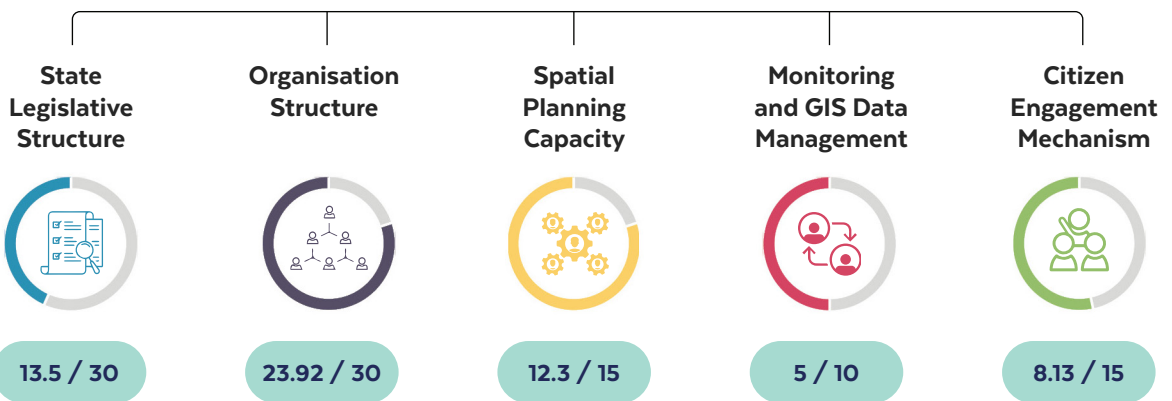 State
Legislative
Structure
Organisation
Structure
Spatial
Planning
Capacity
Monitoring
and GIS Data
Management
Citizen
Engagement
Mechanism
13.5 / 30
23.92 / 30
12.3 / 15
5 / 10
8.13 / 15